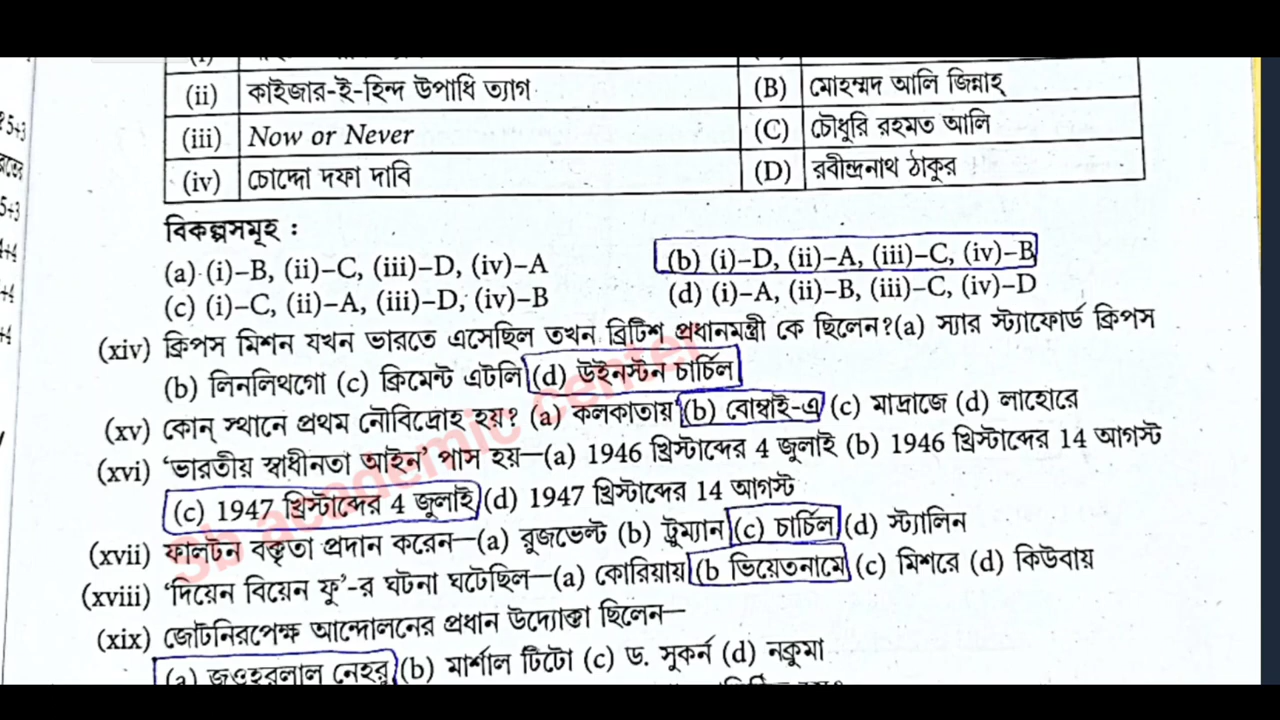 (ii) কাইজার-ই-হিন্দ উপাধি ত্যাগ (B) মোহম্মদ আলি জিন্নাহ্
(iii) Now or Never (C) চৌধুরি রহমত আলি
(iv) চোদ্দো দফা দাবি (D) রবীন্দ্রনাথ ঠাকুর
বিকল্পসমূহ :
(a) (i)–B, (ii)–C, (iii)–D, (iv)–A (b) (i)–D, (ii)–A, (iii)–C, (iv)–B
(c) (i)–C, (ii)–A, (iii)–D, (iv)–B (d) (i)–A, (ii)–B, (iii)–C, (iv)–D
(xiv) ক্রিপস মিশন যখন ভারতে এসেছিল তখন ব্রিটিশ প্রধানমন্ত্রী কে ছিলেন?(a) স্যার স্ট্যাফোর্ড ক্রিপস
(b) লিনলিথগো (c) ক্লিমেন্ট এটলি (d) উইনস্টন চার্চিল
(xv) কোন্ স্থানে প্রথম নৌবিদ্রোহ হয়? (a) কলকাতায় (b) বোম্বাই-এ (c) মাদ্রাজে (d) লাহোরে
(xvi) ‘ভারতীয় স্বাধীনতা আইন’ পাস হয়—(a) 1946 খ্রিস্টাব্দের 4 জুলাই (b) 1946 খ্রিস্টাব্দের 14 আগস্ট
(c) 1947 খ্রিস্টাব্দের 4 জুলাই (d) 1947 খ্রিস্টাব্দের 14 আগস্ট
(xvii) ফালটন বক্তৃতা প্রদান করেন—(a) রুজভেল্ট (b) ট্রুম্যান (c) চার্চিল (d) স্ট্যালিন
(xviii) ‘দিয়েন বিয়েন ফু’-র ঘটনা ঘটেছিল—(a) কোরিয়ায় (b ভিয়েতনামে (c) মিশরে (d) কিউবায়
(xix) জোটনিরপেক্ষ আন্দোলনের প্রধান উদ্যোক্তা ছিলেন—
(a) জওহরলাল নেহরু (b) মার্শাল টিটো (c) ড. সুকর্ন (d) নক্রুমা
Sb academic center